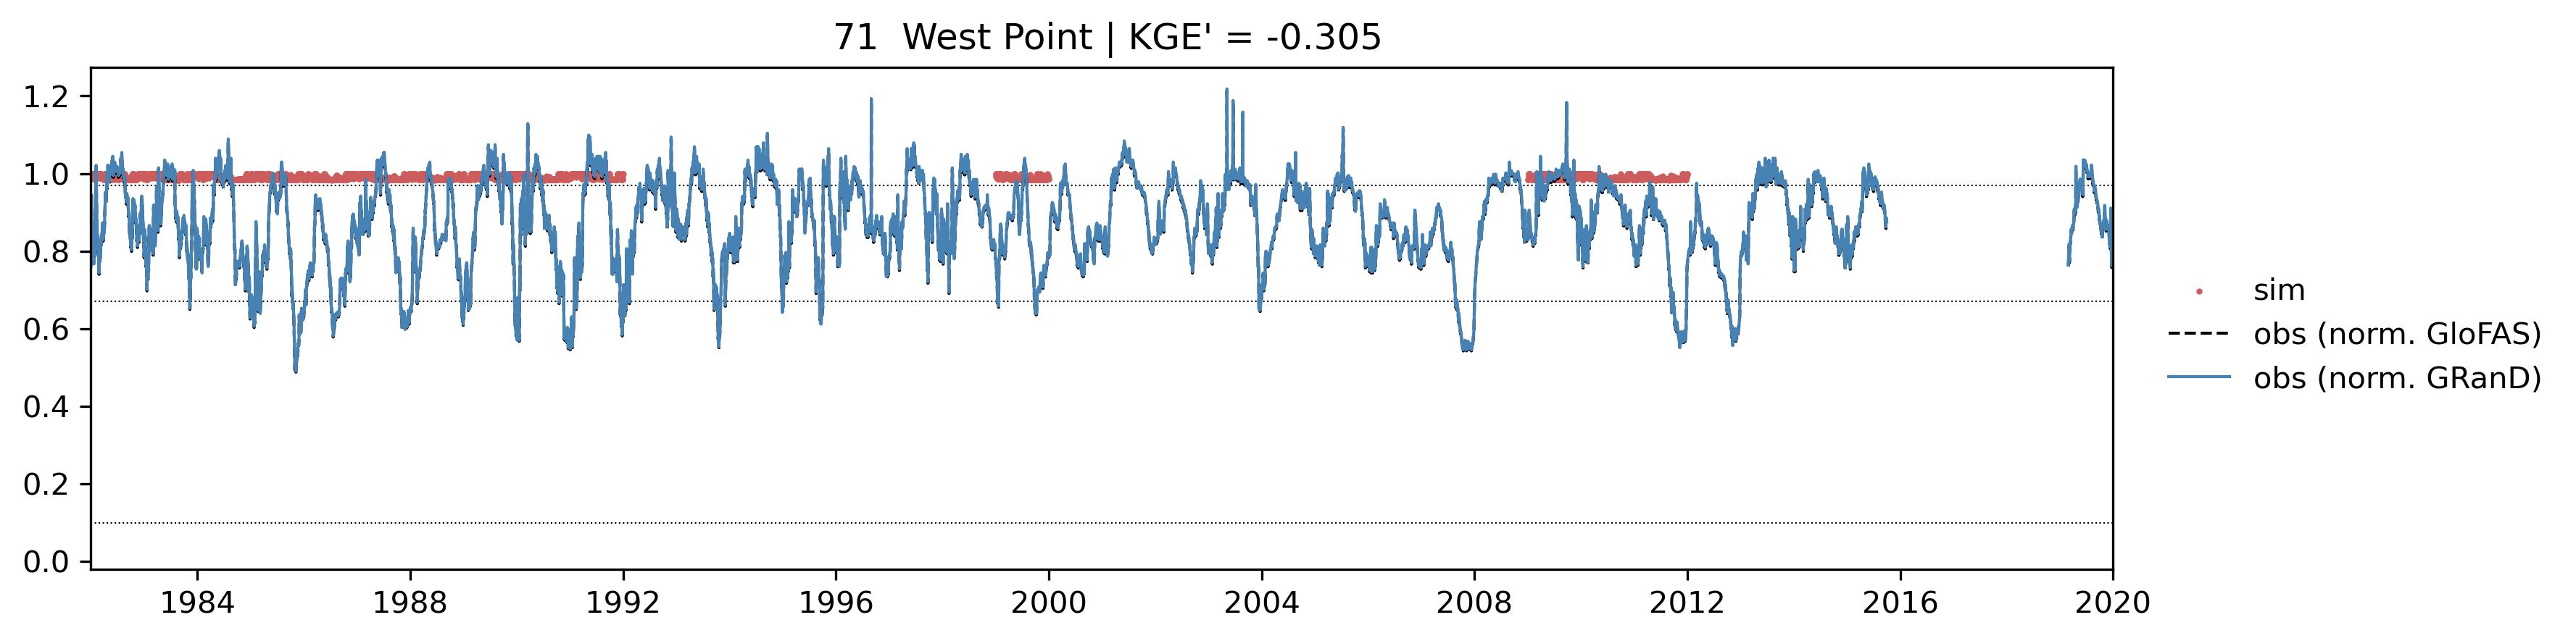 71  West Point | KGE' = -0.305
1.2
1.0
0.8
0.6
0.4
0.2
0.0
1984 1988 1992 1996 2000 2004 2008 2012 2016 2020
sim
obs (norm. GloFAS)
obs (norm. GRanD)